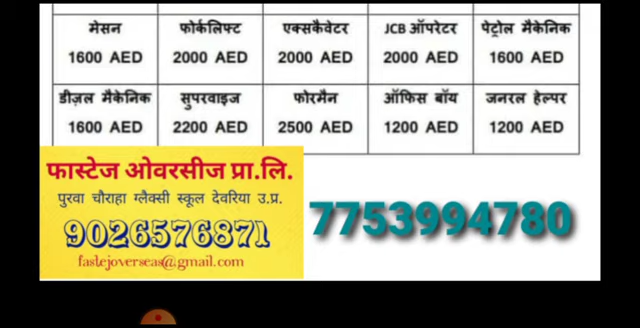 मेसन फोर्कलिफ्ट एक्सकैवेटर JCB ऑपरेटर पेट्रोल मैकेनिक
1600 AED 2000 AED 2000 AED 2000 AED 1600 AED
डीज़ल मैकेनिक सुपरवाइज फोरमैन ऑफिस बॉय जनरल हेल्पर
1600 AED 2200 AED 2500 AED 1200 AED 1200 AED
फास्टेज ओवरसीज प्रा.लि.
पुरवा चौराहा ग्लैक्सी स्कूल देवरिया उ.प्र.
9026576871
fastejoverseas@gmail.com
7753994780